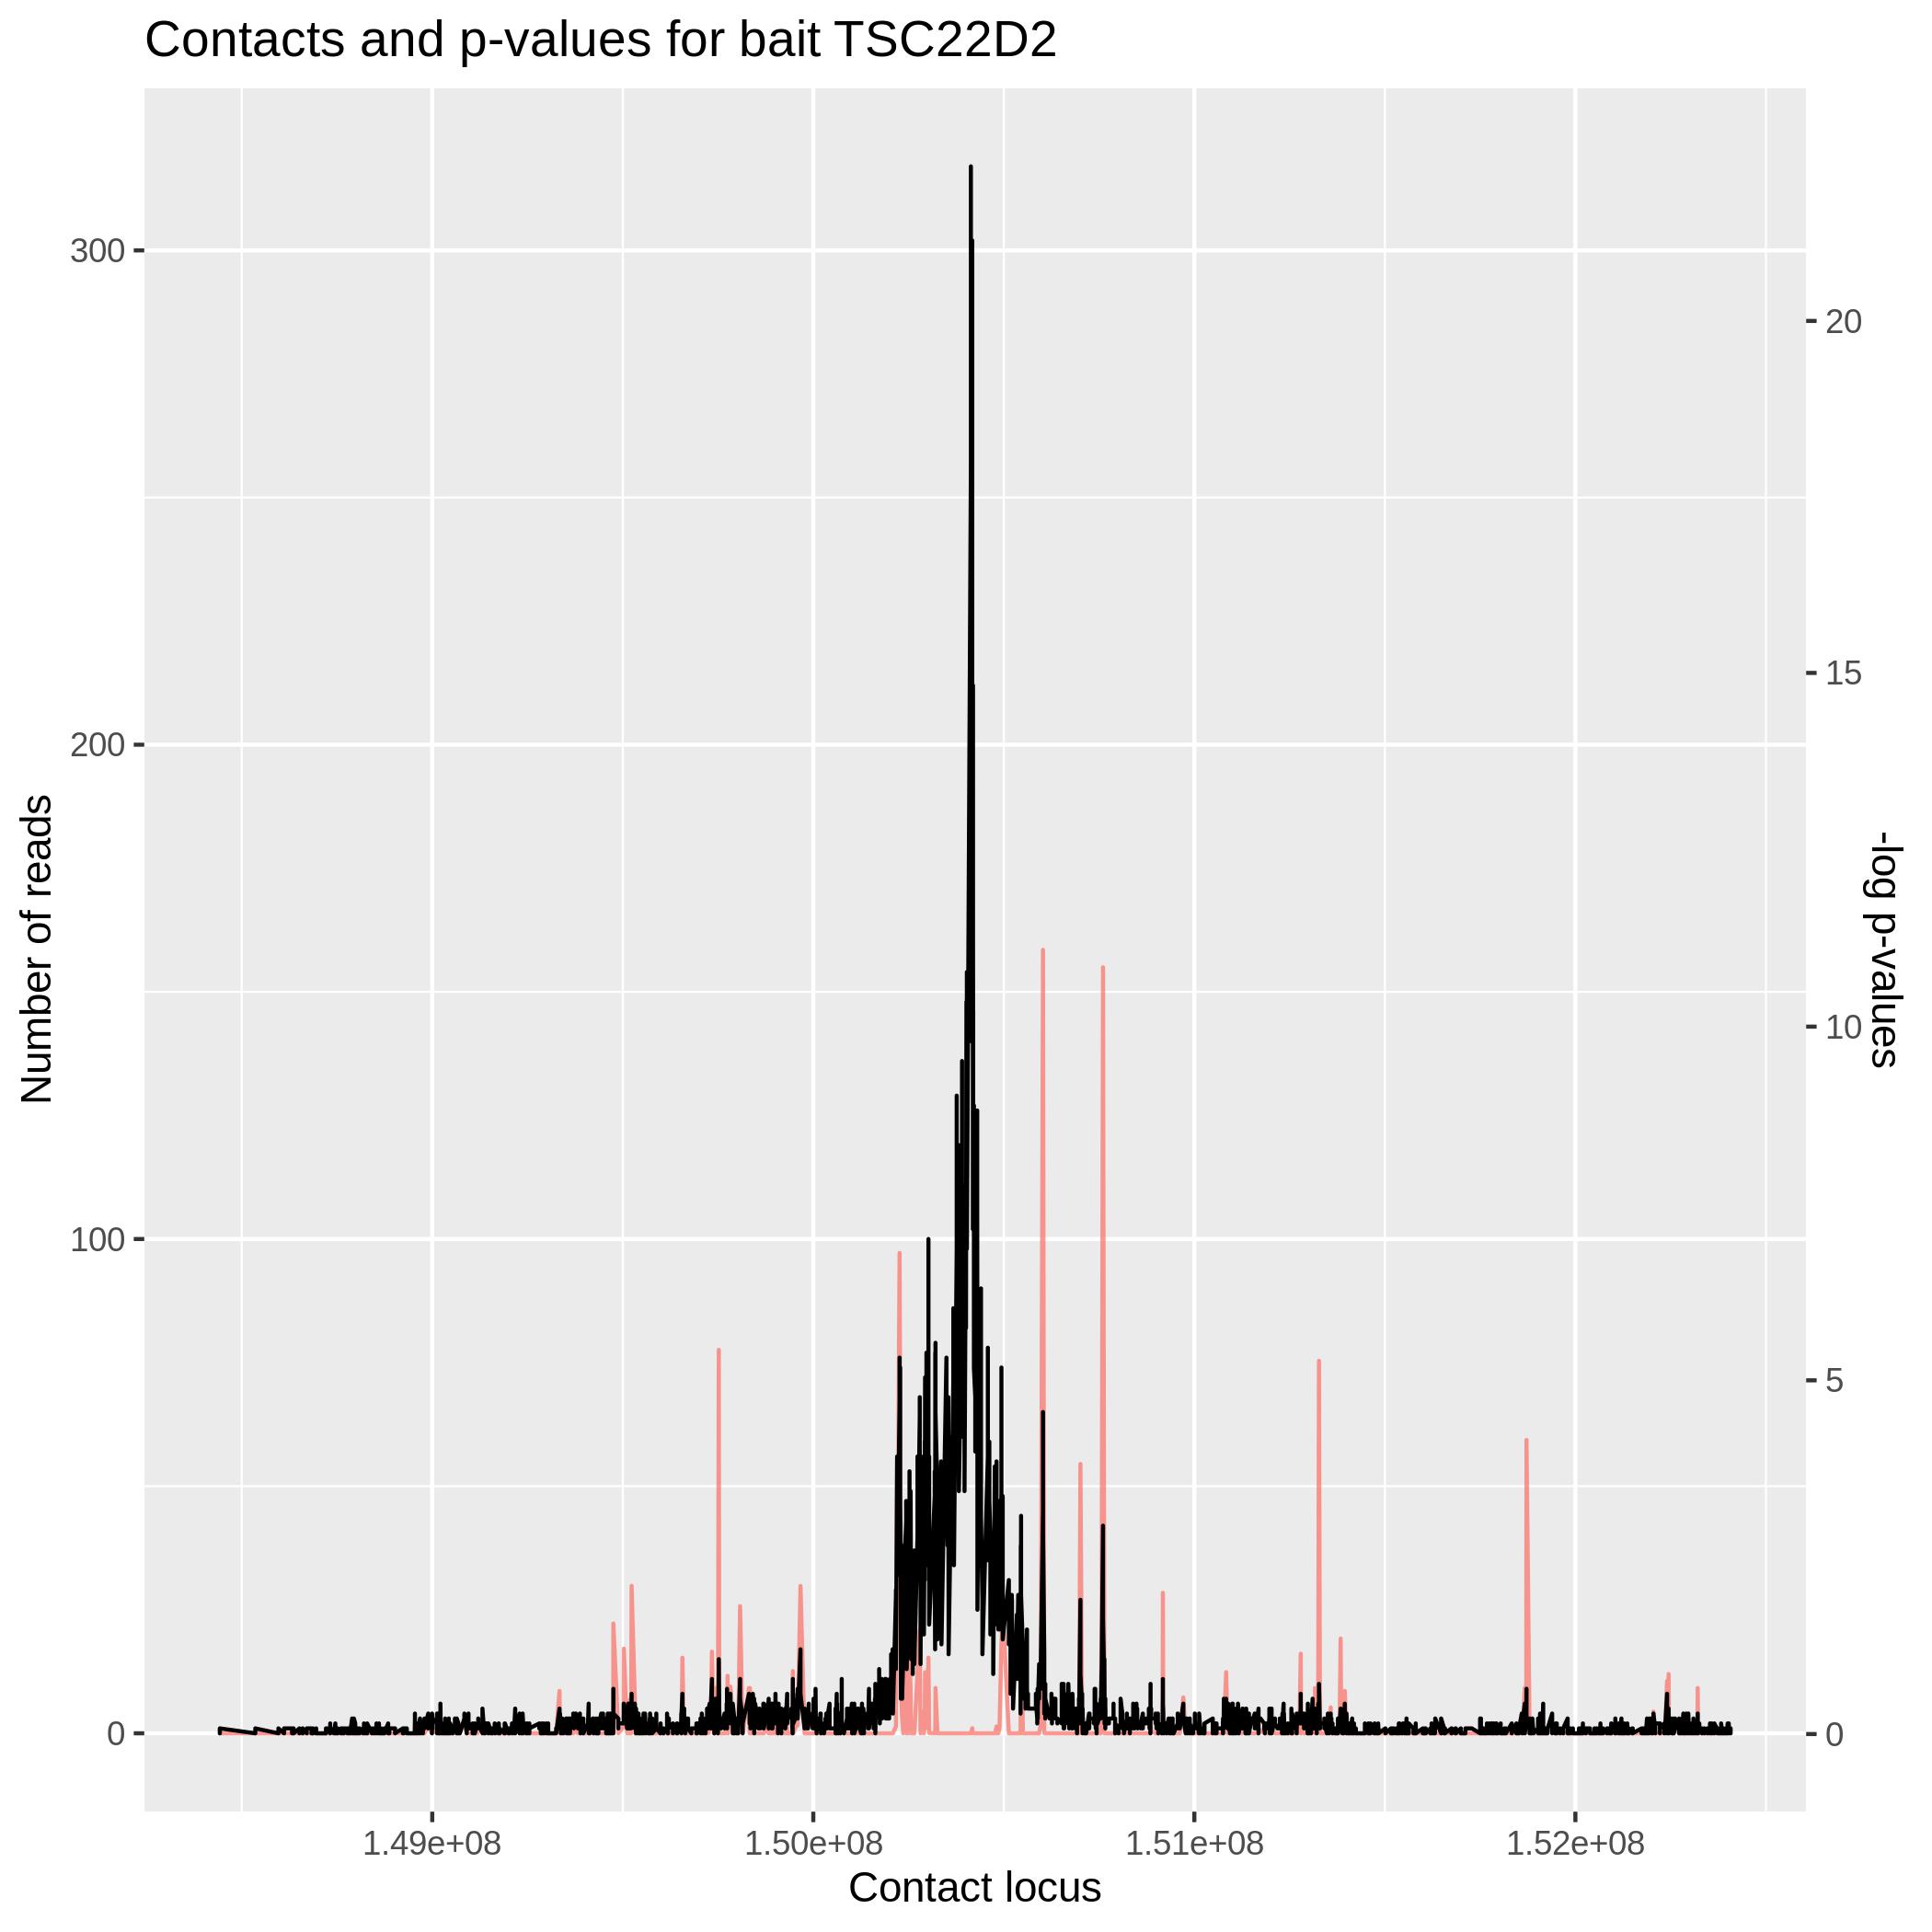 Contacts and p-values for bait TSC22D2
Number of reads
300
200
100
0
20
15
10
5
0
-log p-values
1.49e+08 1.50e+08 1.51e+08 1.52e+08
Contact locus